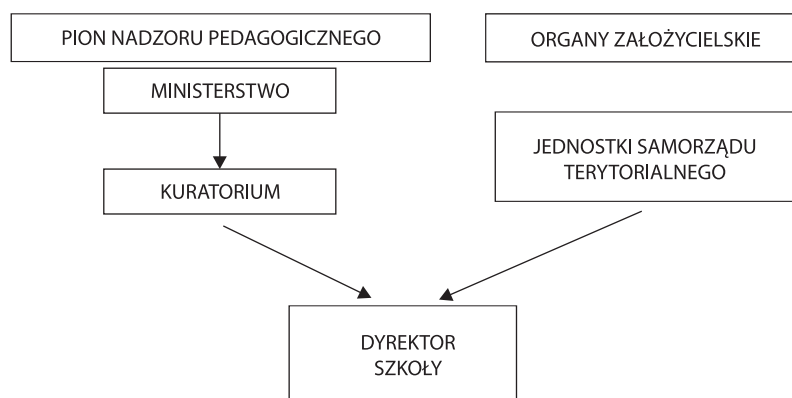 PION NADZORU PEDAGOGICZNEGO
ORGANY ZAŁOŻYCIELSKIE
MINISTERSTWO
JEDNOSTKI SAMORZĄDU
TERYTORIALNEGO
KURATORIUM
DYREKTOR
SZKOŁY